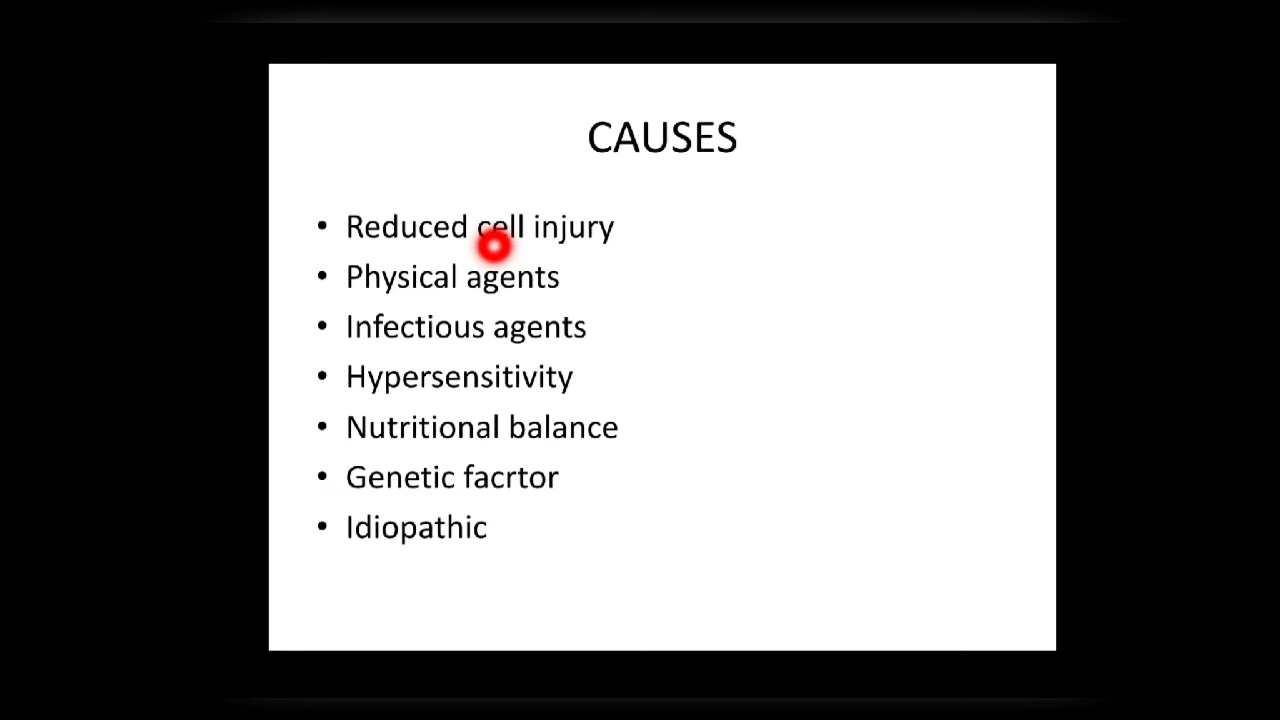 CAUSES
• Reduced cell injury
• Physical agents
• Infectious agents
• Hypersensitivity
• Nutritional balance
• Genetic facrtor
• Idiopathic